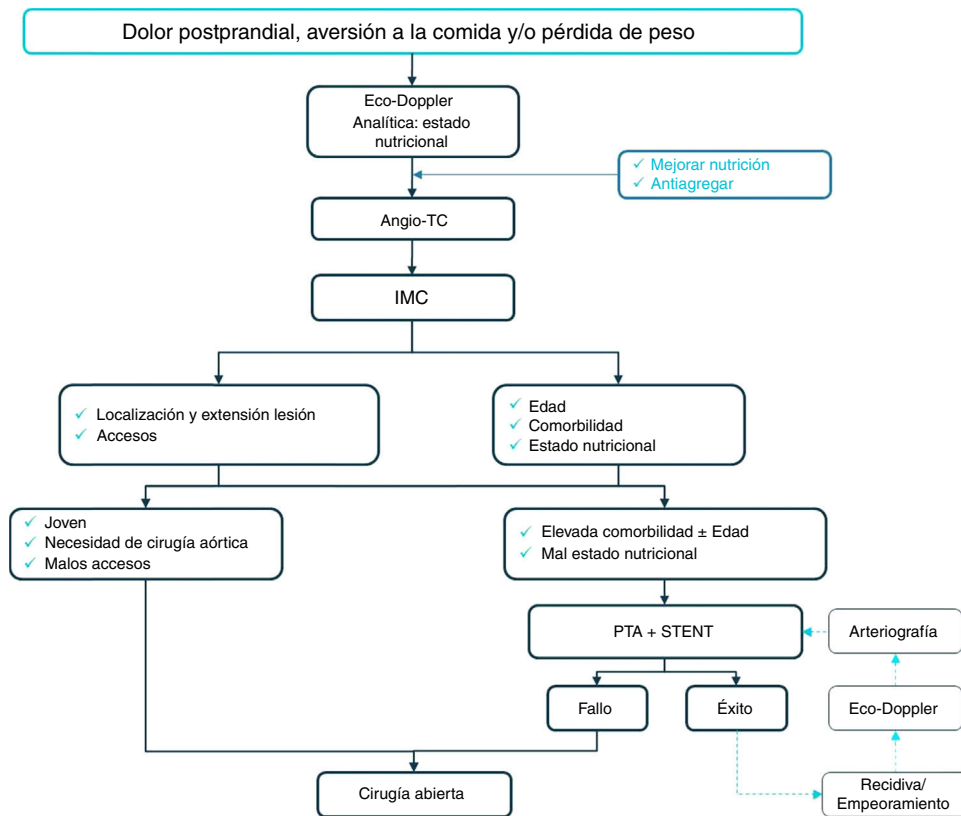 Dolor postprandial, aversión a la comida y/o pérdida de peso
Eco-Doppler
Analítica: estado
nutricional
✓ Mejorar nutrición
✓ Antiagregar
Angio-TC
IMC
✓ Localización y extensión lesión
✓ Accesos
✓ Edad
✓ Comorbilidad
✓ Estado nutricional
✓ Joven
✓ Necesidad de cirugía aórtica
✓ Malos accesos
✓ Elevada comorbilidad ± Edad
✓ Mal estado nutricional
PTA + STENT
Arteriografía
Fallo
Éxito
Eco-Doppler
Cirugía abierta
Recidiva/
Empeoramiento